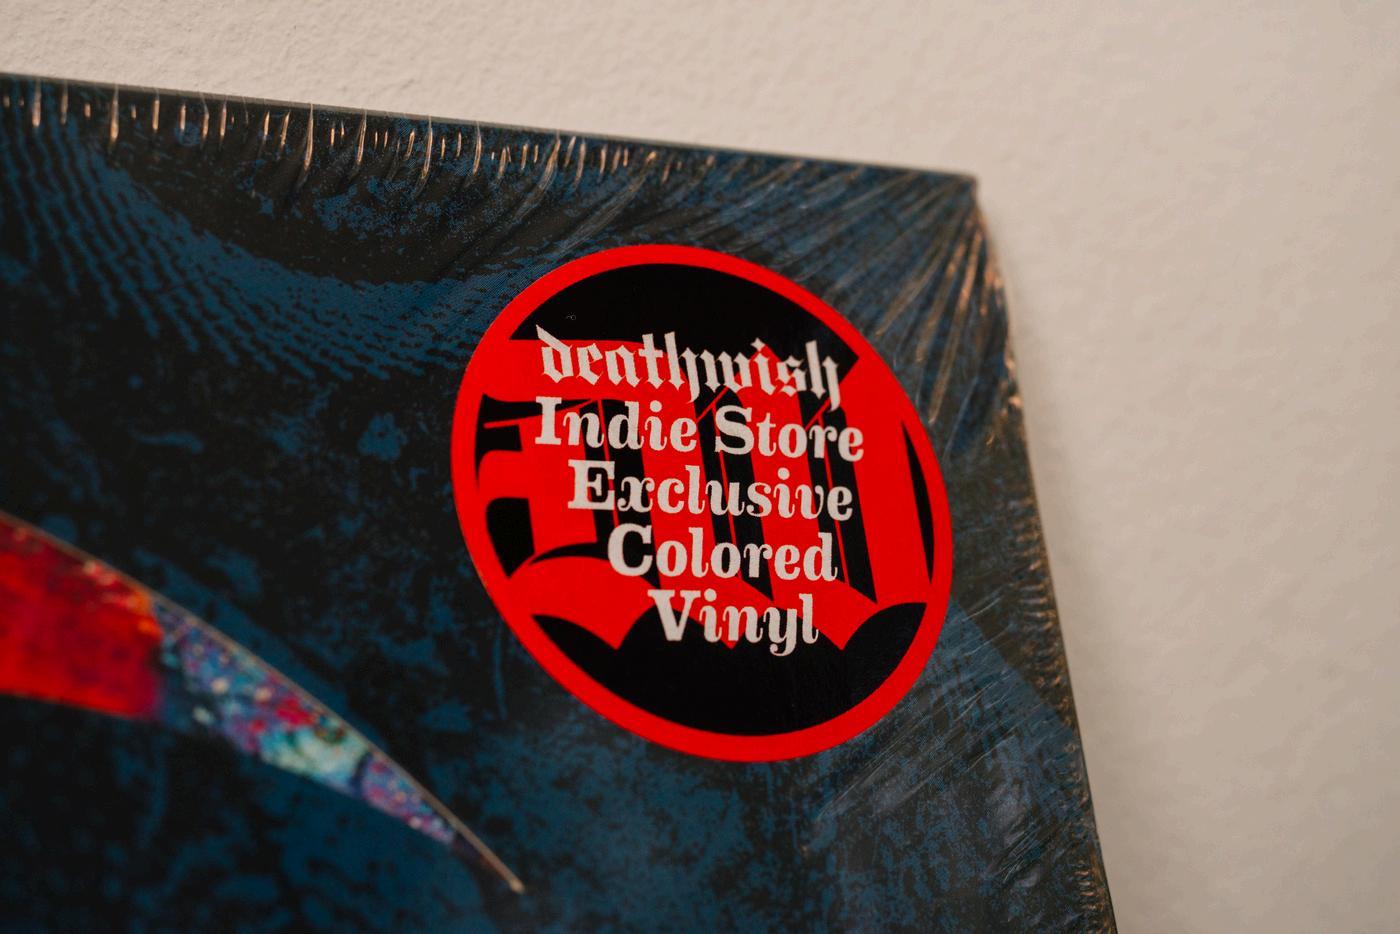 deathwish
Indie Store
Exclusive
Colored
Vinyl